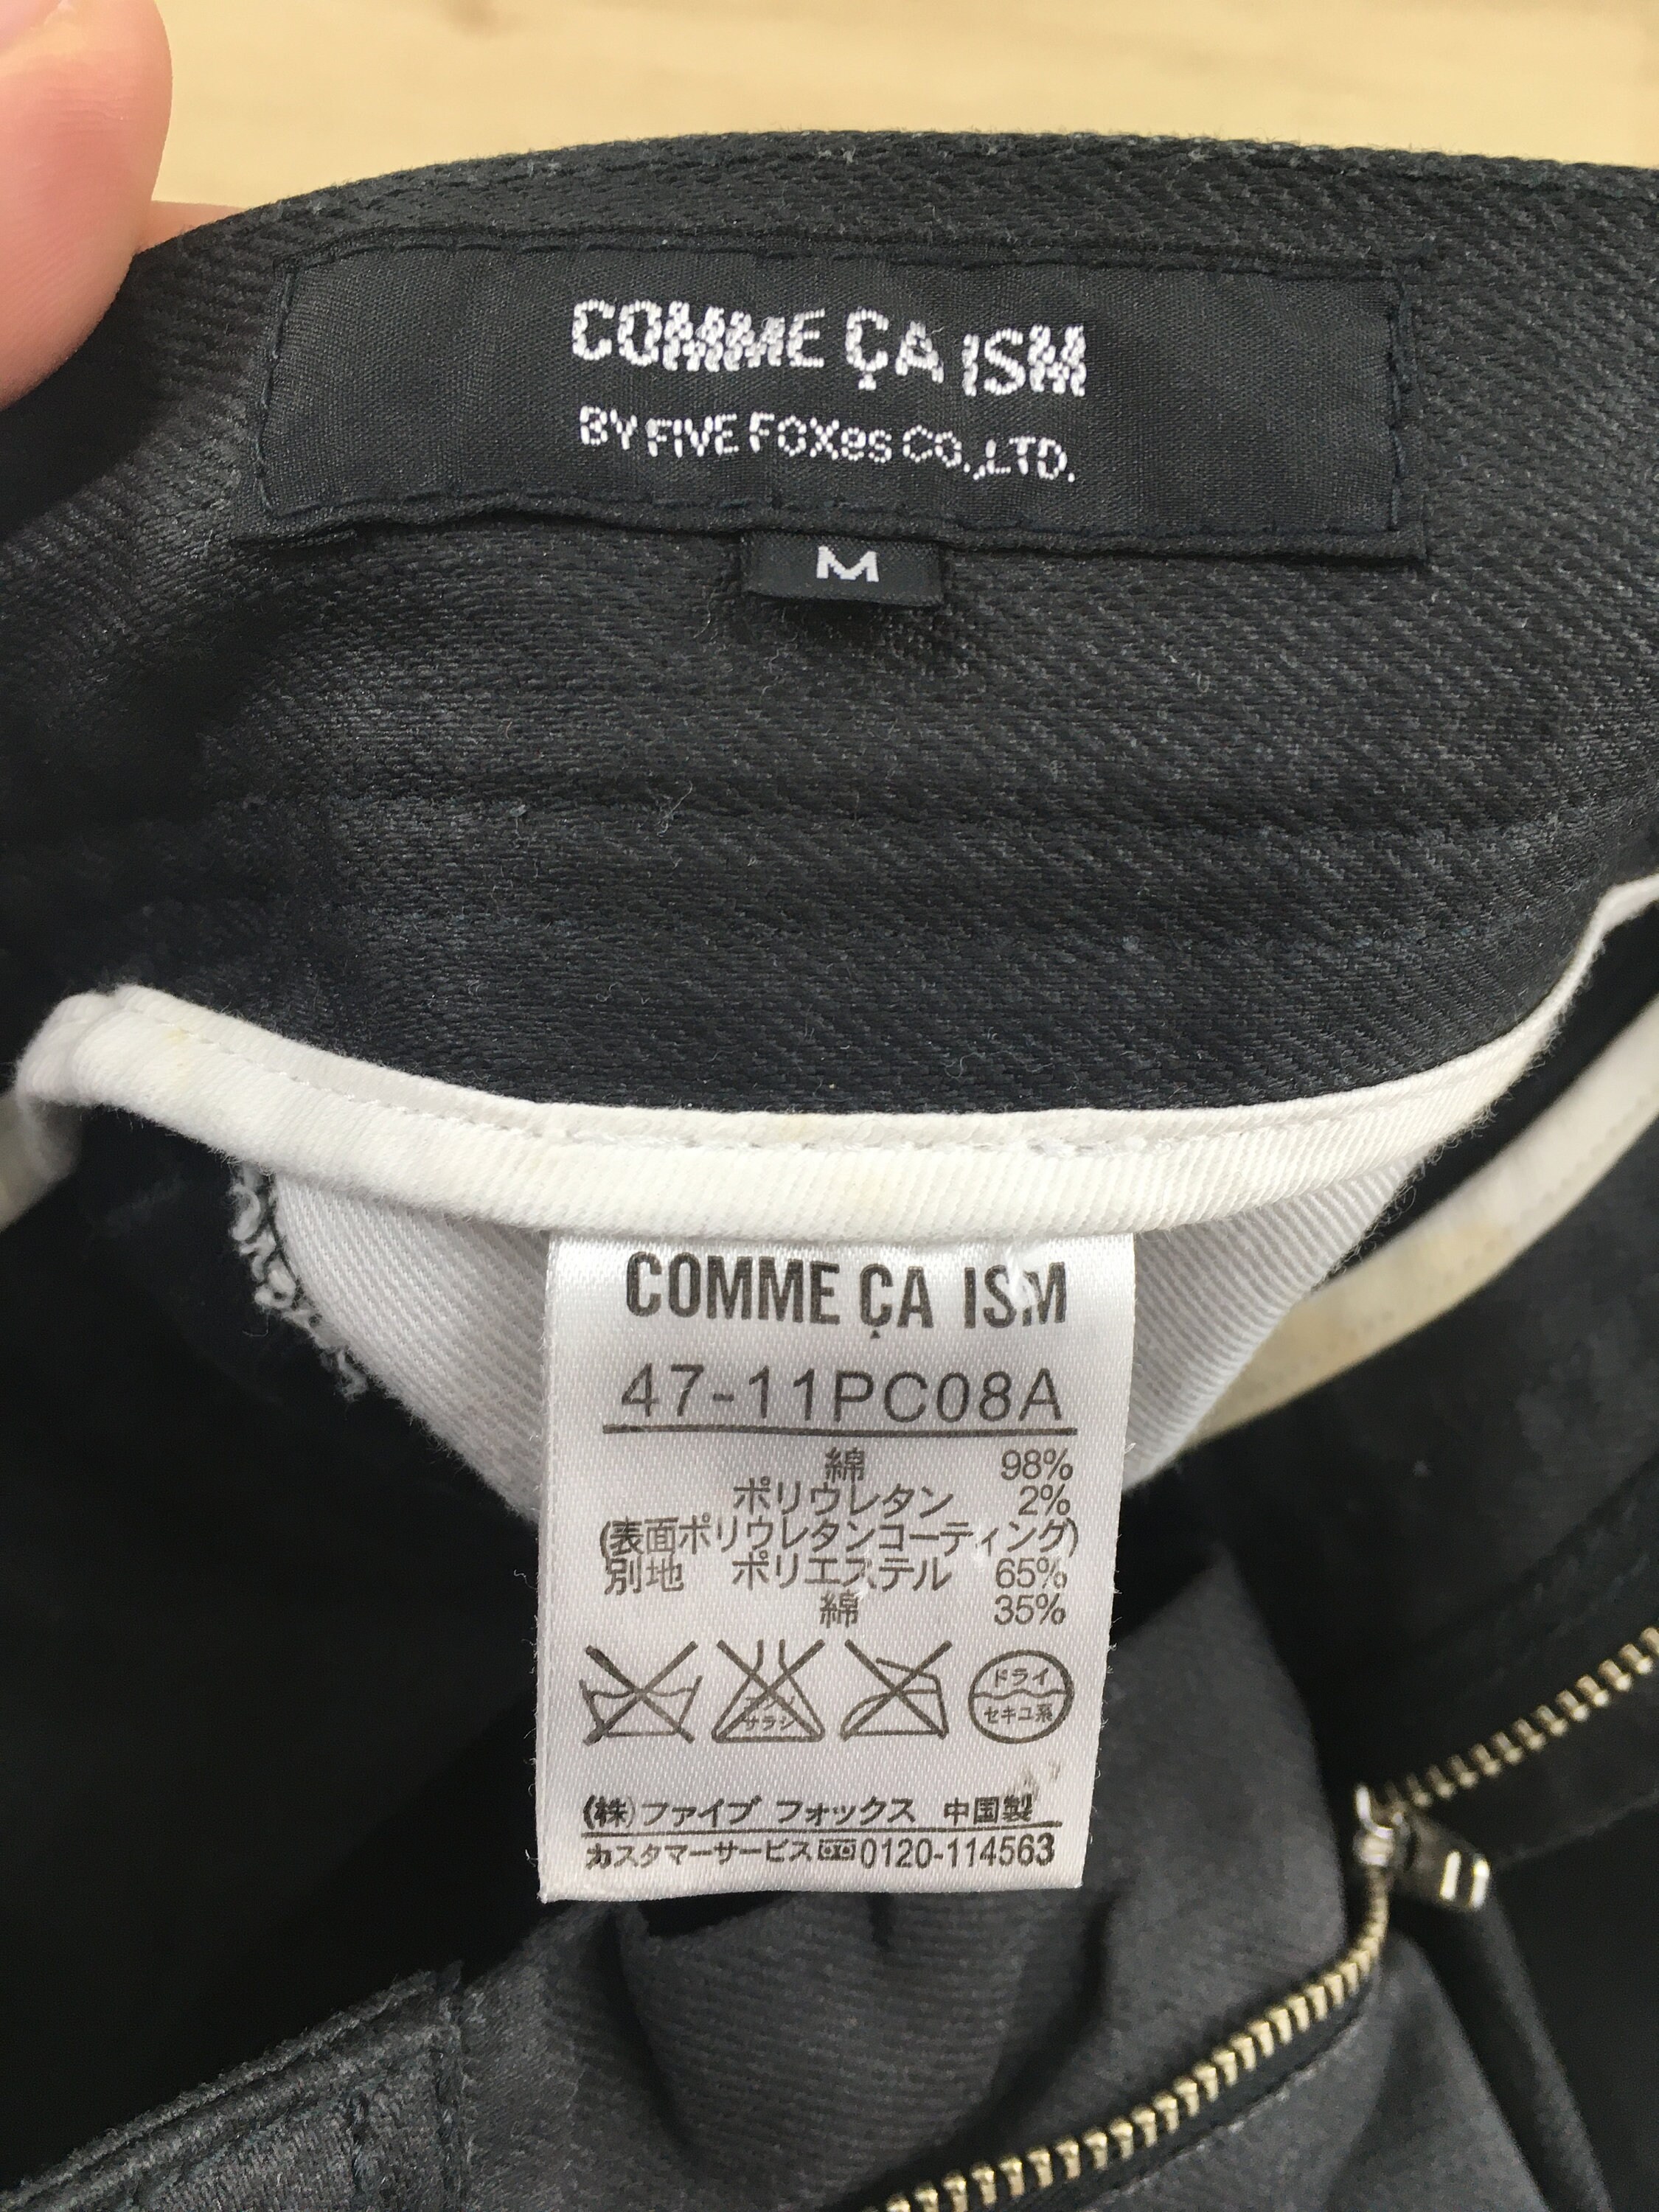 COMME ÇA ISM
BY FIVE FOXes CO.,LTD.
M
COMME ÇA ISM
47-11PC08A
綿 98%
ポリウレタン 2%
(表面ポリウレタンコーティング)
別地 ポリエステル 65%
綿 35%
サラシ
ドライ
セキユ系
(株)ファイブ フォックス 中国製
カスタマーサービス 0120-114563